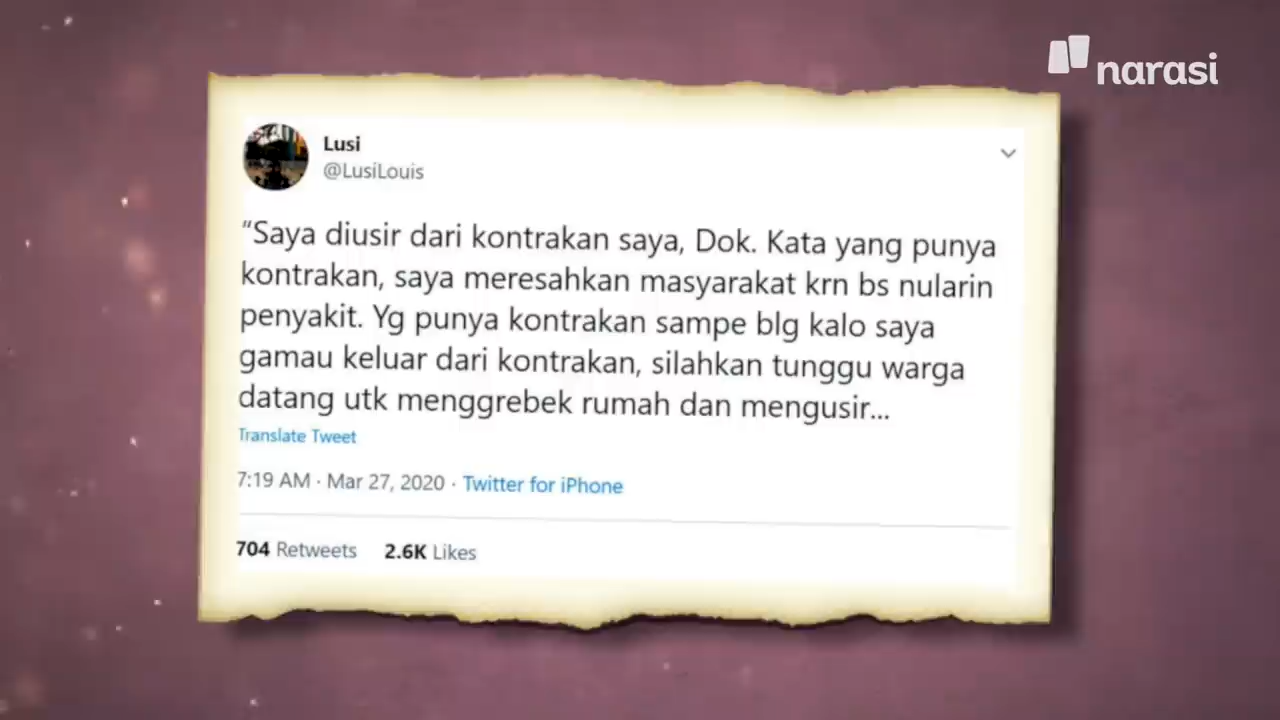 narasi
Lusi
@LusiLouis
“Saya diusir dari kontrakan saya, Dok. Kata yang punya
kontrakan, saya meresahkan masyarakat krn bs nularin
penyakit. Yg punya kontrakan sampe blg kalo saya
gamau keluar dari kontrakan, silahkan tunggu warga
datang utk menggrebek rumah dan mengusir...
Translate Tweet
7:19 AM · Mar 27, 2020 · Twitter for iPhone
704 Retweets 2.6K Likes